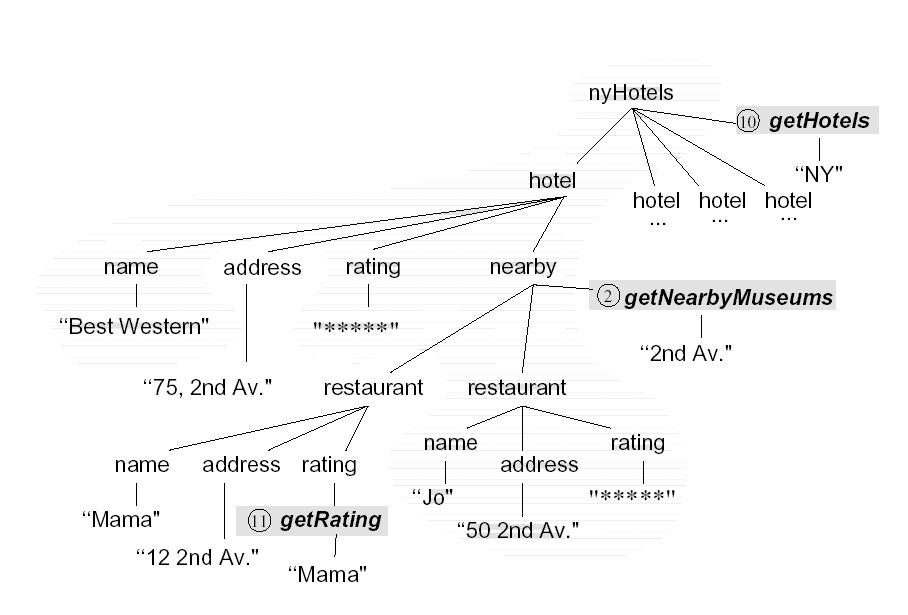 nyHotels
10 getHotels
“NY"
hotel
hotel hotel hotel
... ... ...
name address rating nearby
2 getNearbyMuseums
“Best Western"
"*****"
“2nd Av."
“75, 2nd Av."
restaurant restaurant
name address rating
name address rating
“Mama"
“Jo"
"*****"
11 getRating
“50 2nd Av."
“12 2nd Av."
“Mama"